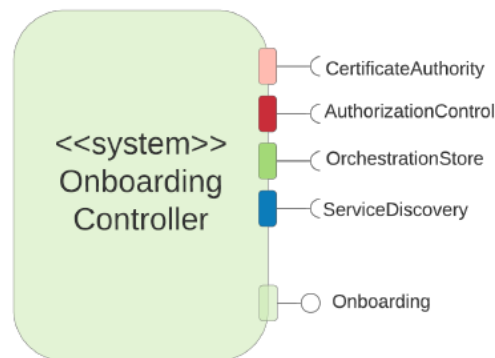 <<system>>
Onboarding
Controller
CertificateAuthority
AuthorizationControl
OrchestrationStore
ServiceDiscovery
Onboarding